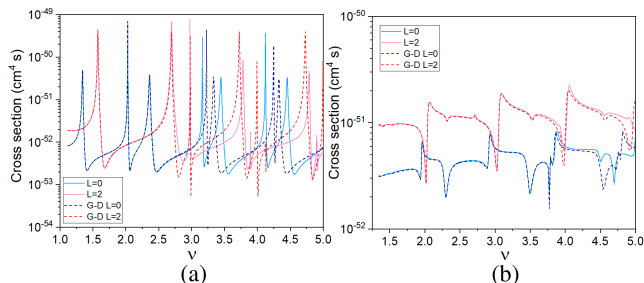 10^-49
10^-50
10^-51
10^-52
10^-53
10^-54
Cross section (cm^4 s)
L=0
L=2
G-D L=0
G-D L=2
1.0 1.5 2.0 2.5 3.0 3.5 4.0 4.5 5.0
ν
(a)
10^-50
10^-51
10^-52
Cross section (cm^4 s)
L=0
L=2
G-D L=0
G-D L=2
1.5 2.0 2.5 3.0 3.5 4.0 4.5 5.0
ν
(b)